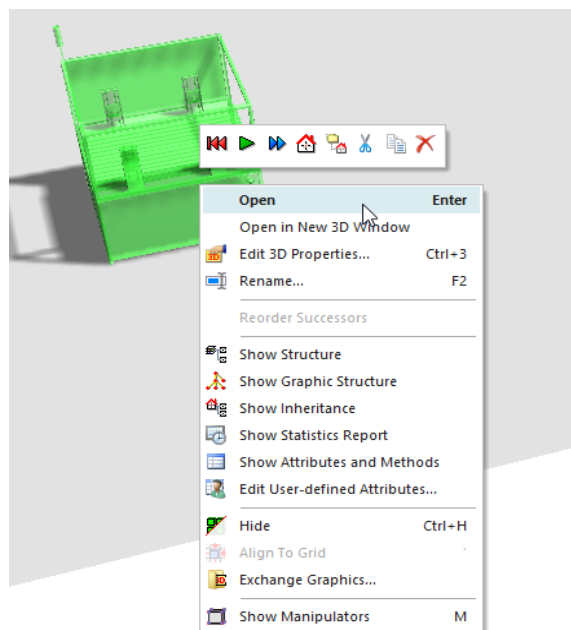 Open Enter
Open in New 3D Window
Edit 3D Properties... Ctrl+3
Rename... F2
Reorder Successors
Show Structure
Show Graphic Structure
Show Inheritance
Show Statistics Report
Show Attributes and Methods
Edit User-defined Attributes...
Hide Ctrl+H
Align To Grid
Exchange Graphics...
Show Manipulators M